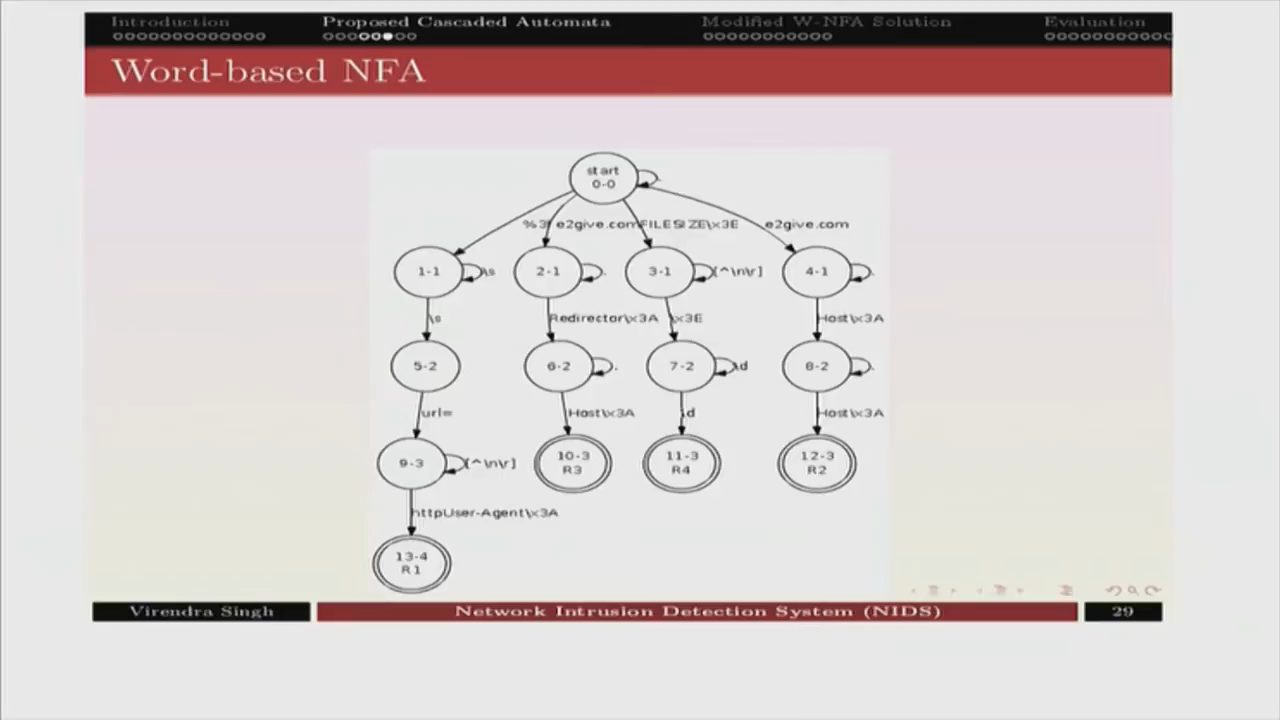 Introduction Proposed Cascaded Automata Modified W-NFA Solution Evaluation
Word-based NFA
start
0-0
e2give.com FILESIZE\x3E e2give.com
1-1 \s 2-1 . 3-1 [^\n\r] 4-1 .
\s Redirector\x3A \x3E Host\x3A
5-2 6-2 . 7-2 \d 8-2 .
url= Host\x3A \d Host\x3A
9-3 [^\n\r] 10-3 11-3 12-3
R3 R4 R2
httpUser-Agent\x3A
13-4
R1
Virendra Singh Network Intrusion Detection System (NIDS) 29